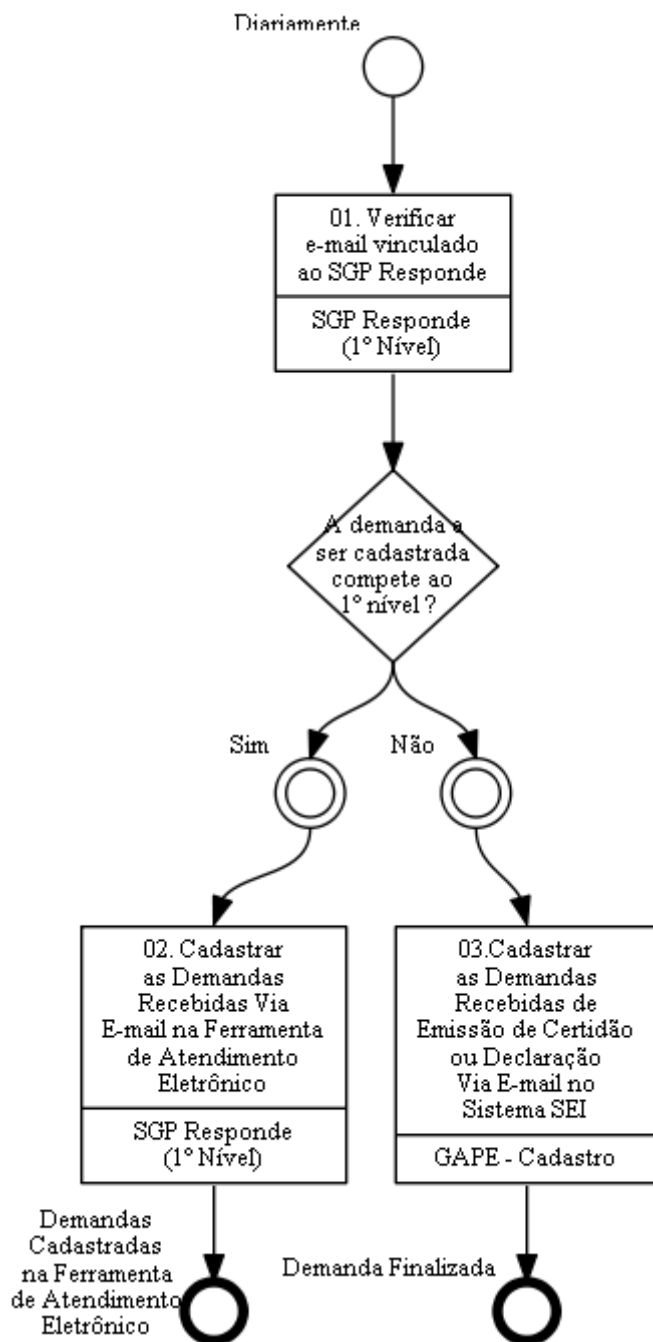 Diariamente
01. Verificar
e-mail vinculado
ao SGP Responde
SGP Responde
(1º Nível)
A demanda a
ser cadastrada
compete ao
1º nível ?
Sim
Não
02. Cadastrar
as Demandas
Recebidas Via
E-mail na Ferramenta
de Atendimento
Eletrônico
SGP Responde
(1º Nível)
03.Cadastrar
as Demandas
Recebidas de
Emissão de Certidão
ou Declaração
Via E-mail no
Sistema SEI
GAPE - Cadastro
Demandas
Cadastradas
na Ferramenta
de Atendimento
Eletrônico
Demanda Finalizada